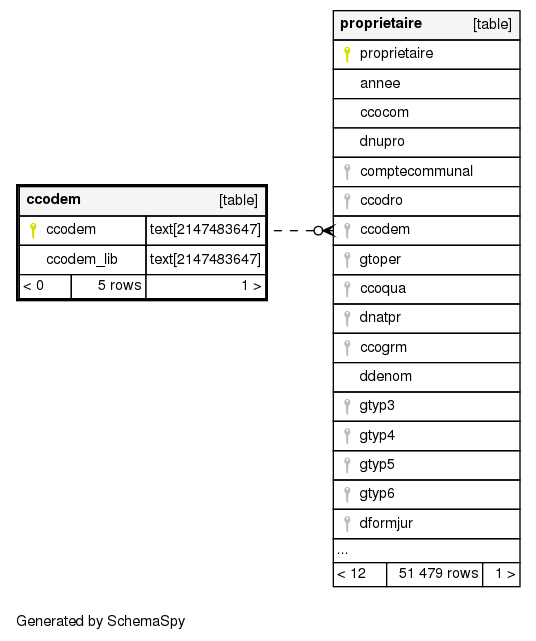 proprietaire [table]
proprietaire
annee
ccocom
dnupro
comptecommunal
ccodro
ccodem
gtoper
ccoqua
dnatpr
ccogrm
ddenom
gtyp3
gtyp4
gtyp5
gtyp6
dformjur
...
< 12 51 479 rows 1 >
ccodem [table]
ccodem text[2147483647]
ccodem_lib text[2147483647]
< 0 5 rows 1 >
Generated by SchemaSpy